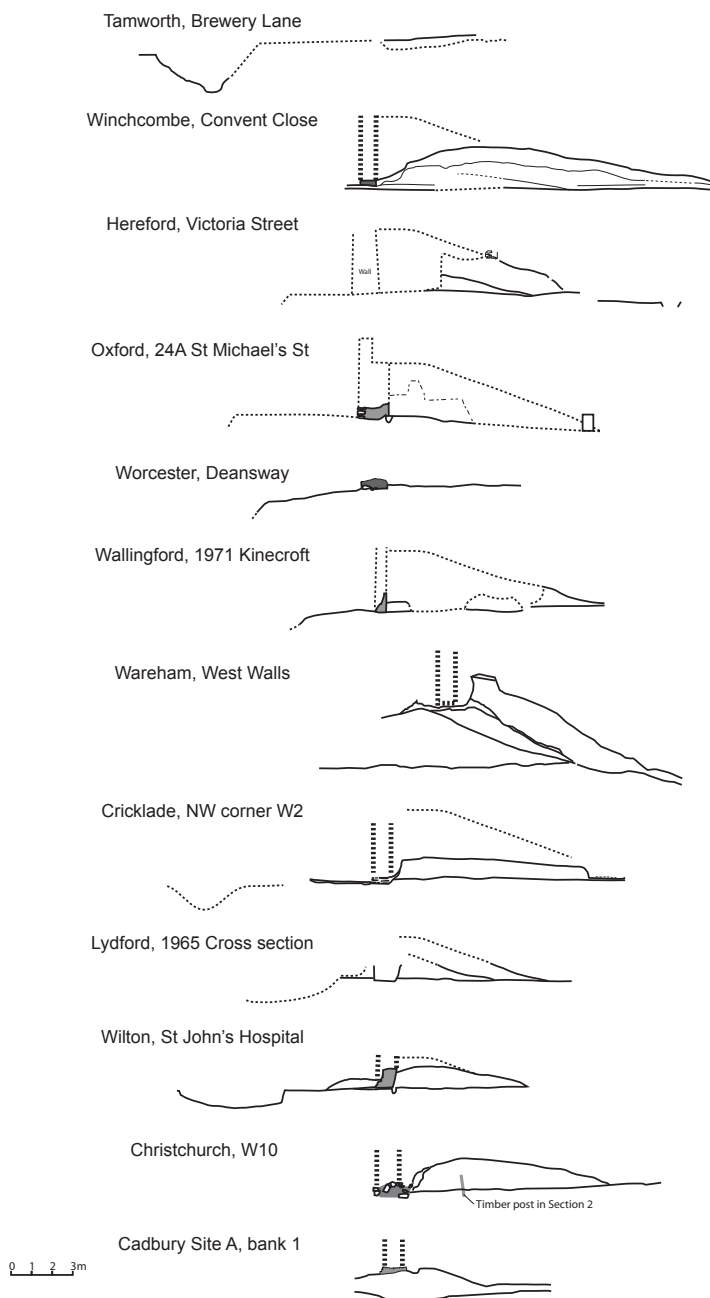 Tamworth, Brewery Lane
Winchcombe, Convent Close
Hereford, Victoria Street
Wall
Oxford, 24A St Michael's St
Worcester, Deansway
Wallingford, 1971 Kinecroft
Wareham, West Walls
Cricklade, NW corner W2
Lydford, 1965 Cross section
Wilton, St John's Hospital
Christchurch, W10
Timber post in Section 2
Cadbury Site A, bank 1
0 1 2 3m